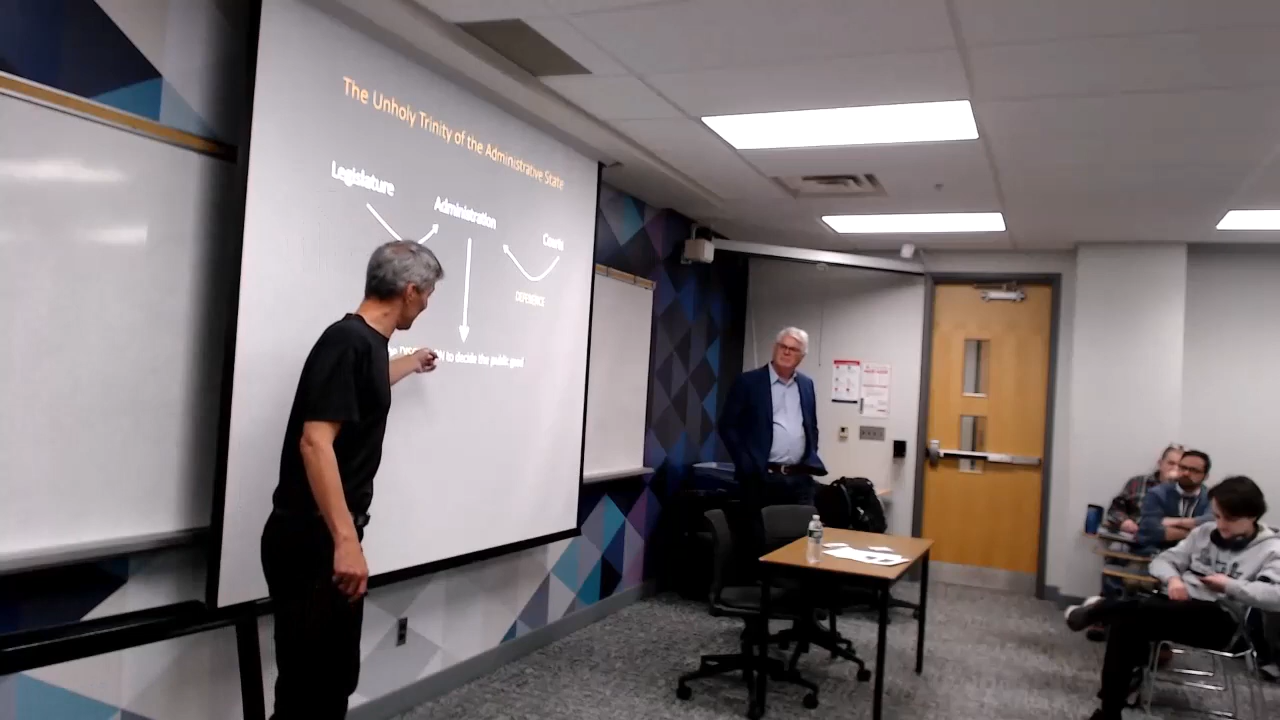 The Unholy Trinity of the Administrative State
Legislature
Administration
Courts
DEFERENCE
to decide the public good